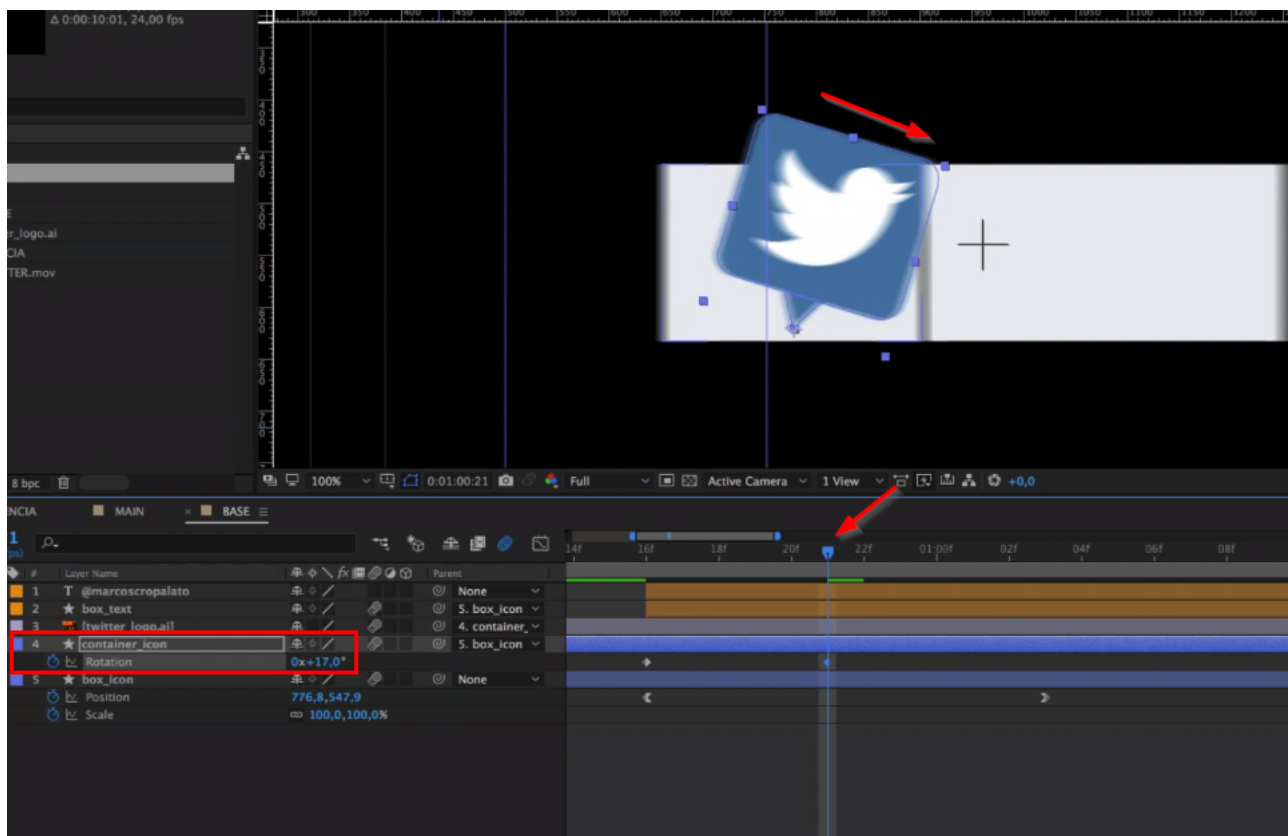 Δ 0:00:10:01, 24,00 fps
300 350 400 450 500 550 600 650 700 750 800 850 900 950 1000 1050 1100 1150 1200
r_logo.ai
CIA
TER.mov
8 bpc
100% 0:01:00:21 Full Active Camera 1 View +0,0
NCIA MAIN × BASE
14f 16f 18f 20f 22f 01:00f 02f 04f 06f 08f
# Layer Name fx Parent
1 T @marcoscropalato None
2 box_text 5. box_icon
3 [twitter_logo.ai] 4. container_
4 container_icon 5. box_icon
Rotation 0x+17,0°
5 box_icon None
Position 776,8,547,9
Scale 100,0,100,0%